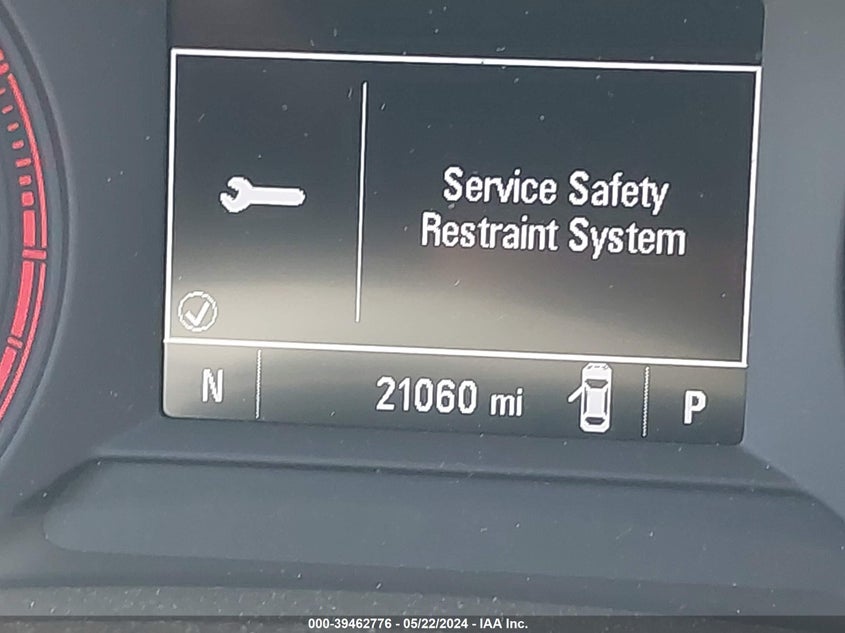 Service Safety
Restraint System
N
21060 mi
P
000-39462776 - 05/22/2024 - IAA Inc.